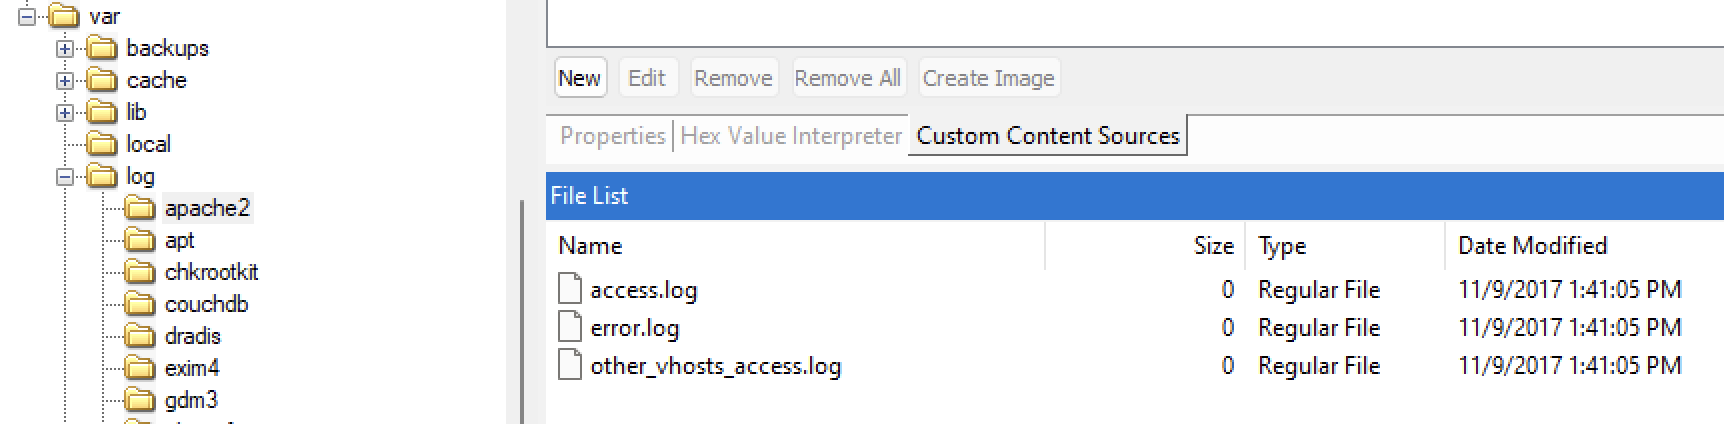 var
backups
cache
lib
local
log
apache2
apt
chkrootkit
couchdb
dradis
exim4
gdm3
New Edit Remove Remove All Create Image
Properties Hex Value Interpreter Custom Content Sources
File List
Name Size Type Date Modified
access.log 0 Regular File 11/9/2017 1:41:05 PM
error.log 0 Regular File 11/9/2017 1:41:05 PM
other_vhosts_access.log 0 Regular File 11/9/2017 1:41:05 PM